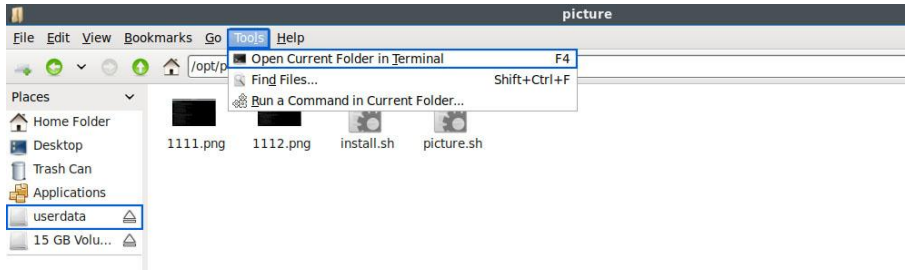 picture
File Edit View Bookmarks Go Tools Help
/opt/p
Open Current Folder in Terminal F4
Find Files... Shift+Ctrl+F
Run a Command in Current Folder...
Places
Home Folder
Desktop
Trash Can
Applications
userdata
15 GB Volu...
1111.png 1112.png install.sh picture.sh